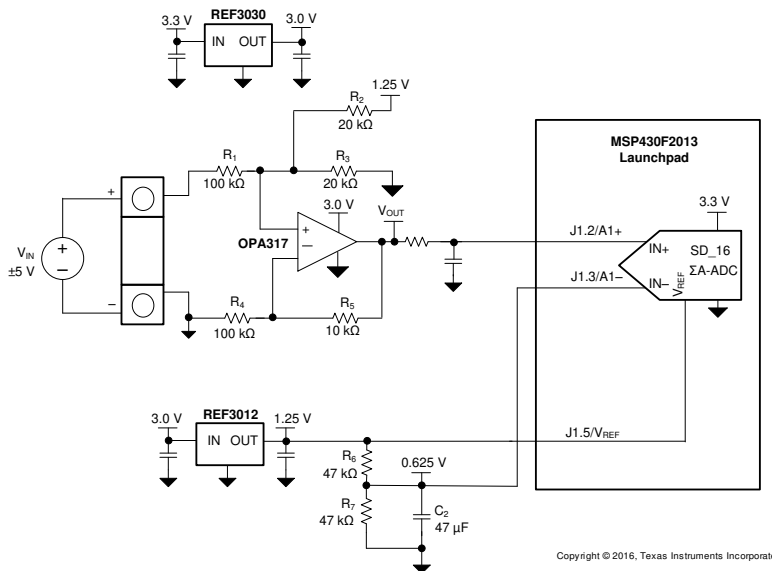 REF3030
3.3 V
3.0 V
IN OUT
1.25 V
R2
20 kΩ
R1
100 kΩ
R3
20 kΩ
+
3.0 V
VOUT
+
−
OPA317
VIN
±5 V
+
−
−
R4
100 kΩ
R5
10 kΩ
MSP430F2013
Launchpad
3.3 V
J1.2/A1+
IN+
SD_16
J1.3/A1−
IN−
ΣA-ADC
VREF
REF3012
3.0 V
1.25 V
IN OUT
J1.5/VREF
R6
47 kΩ
0.625 V
R7
47 kΩ
C2
47 µF
Copyright © 2016, Texas Instruments Incorporate